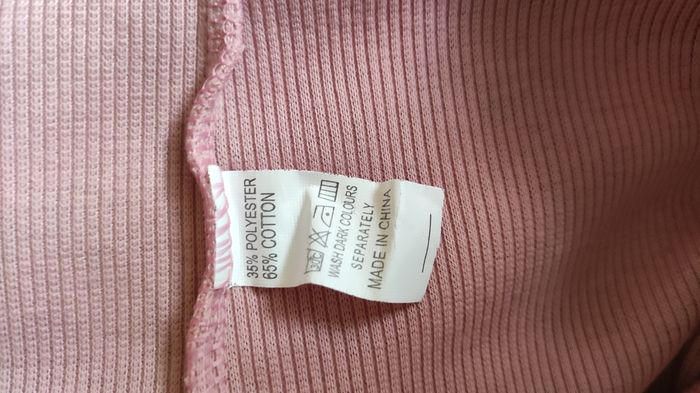 35% POLYESTER
65% COTTON
WASH DARK COLOURS
SEPARATELY
MADE IN CHINA